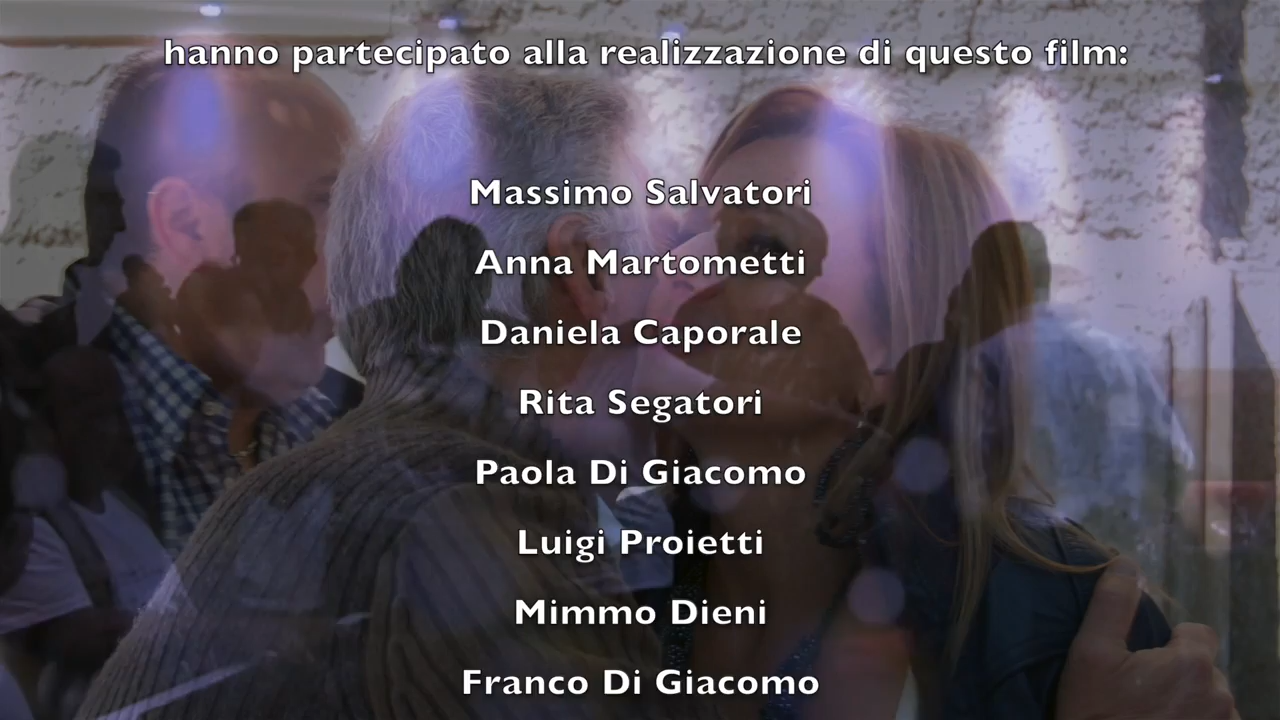 hanno partecipato alla realizzazione di questo film:
Massimo Salvatori
Anna Martometti
Daniela Caporale
Rita Segatori
Paola Di Giacomo
Luigi Proietti
Mimmo Dieni
Franco Di Giacomo